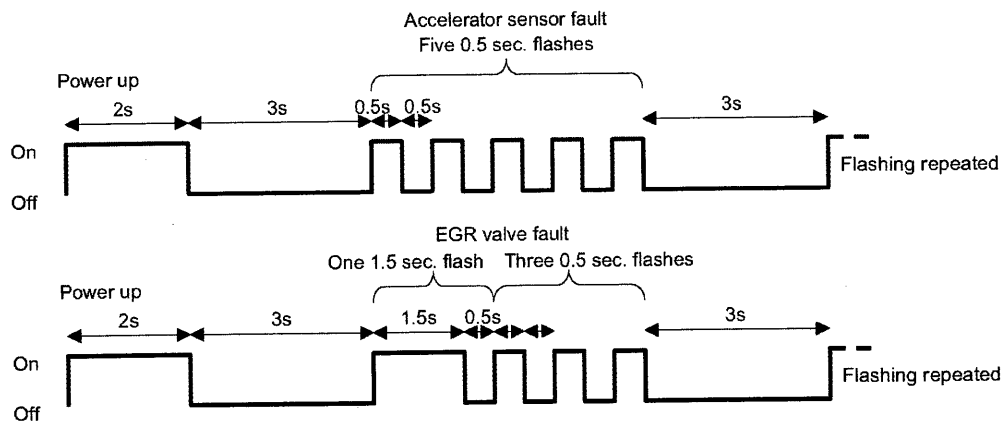 Accelerator sensor fault
Five 0.5 sec. flashes
Power up
2s 3s 0.5s 0.5s 3s
On
Flashing repeated
Off
EGR valve fault
One 1.5 sec. flash Three 0.5 sec. flashes
Power up
2s 3s 1.5s 0.5s 3s
On
Flashing repeated
Off